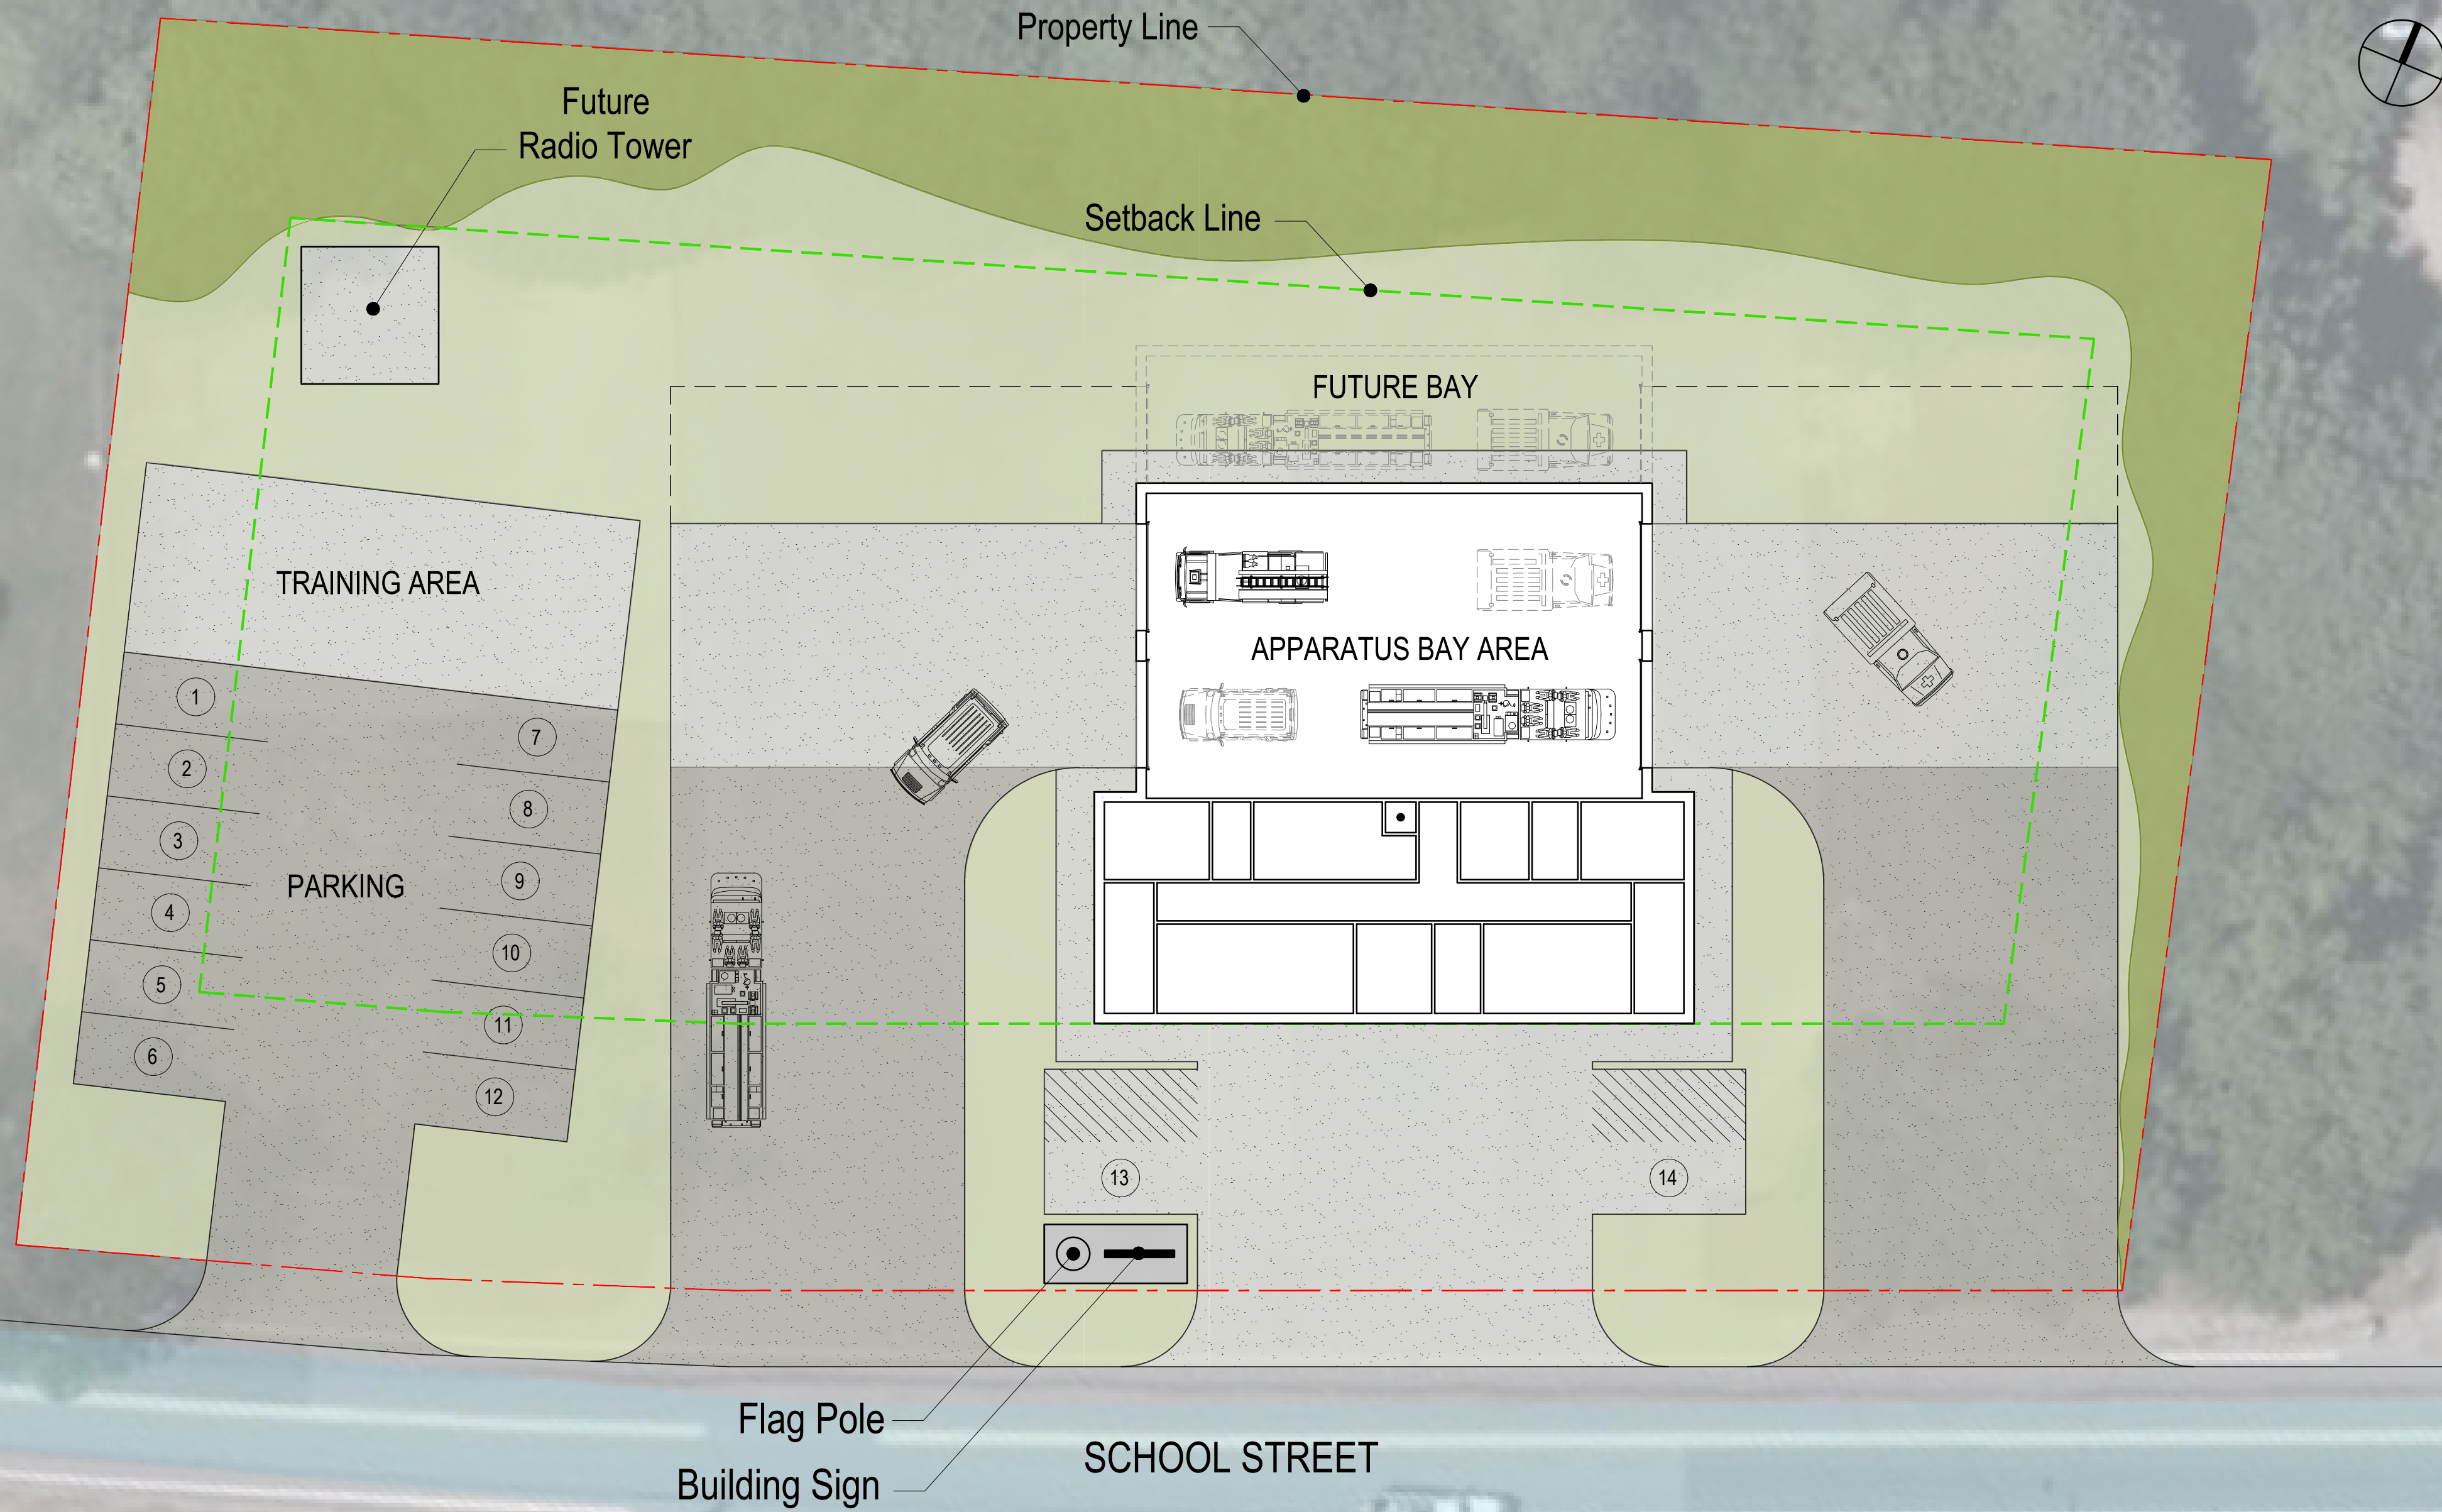 Property Line
Future
Radio Tower
Setback Line
FUTURE BAY
TRAINING AREA
APPARATUS BAY AREA
1
2
3
4
5
6
PARKING
7
8
9
10
11
12
13
14
Flag Pole
Building Sign
SCHOOL STREET